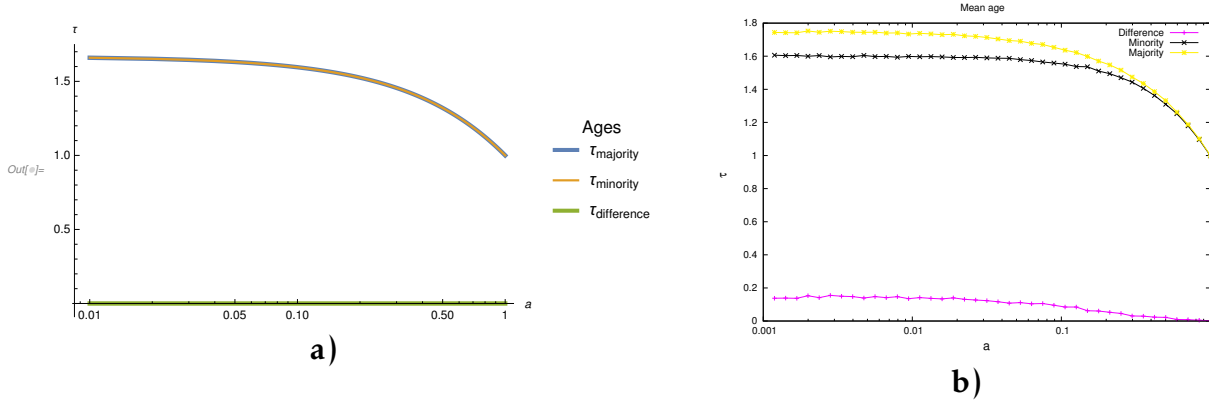 τ
1.5
1.0
0.5
Out[•]=
0.01
0.05
0.10
0.50
1
a
Ages
τmajority
τminority
τdifference
a)
Mean age
1.8
1.6
1.4
1.2
1
0.8
0.6
0.4
0.2
0
τ
0.001
0.01
0.1
a
Difference
Minority
Majority
b)